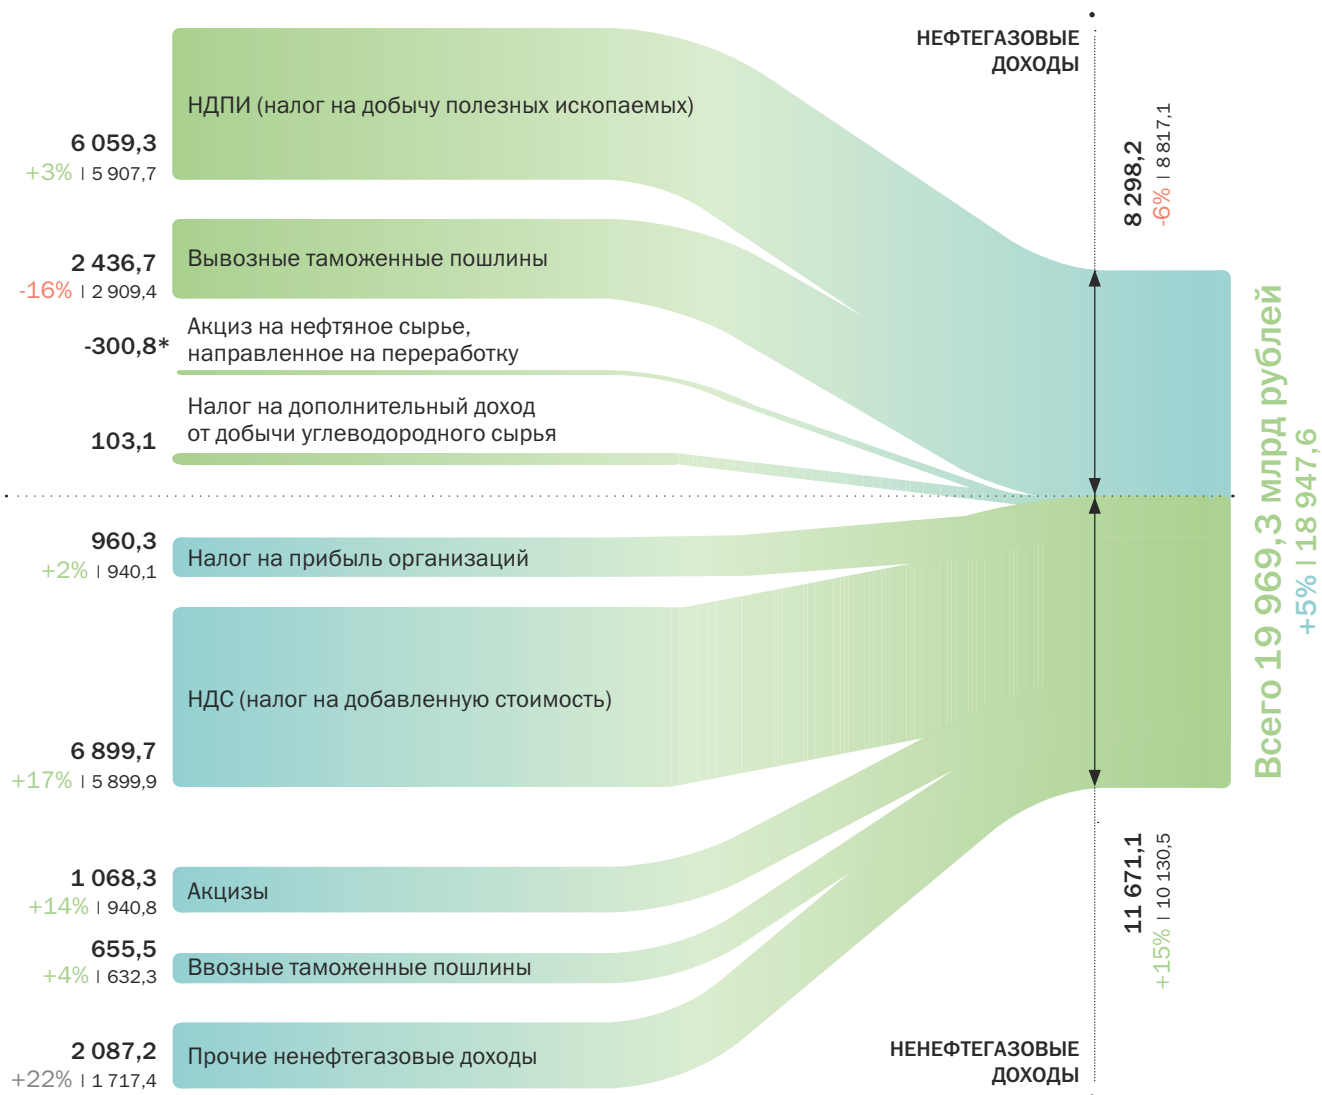 НЕФТЕГАЗОВЫЕ
ДОХОДЫ
НДПИ (налог на добычу полезных ископаемых)
6 059,3
+3% | 5 907,7
8 298,2
-6% | 8 817,1
Вывозные таможенные пошлины
2 436,7
-16% | 2 909,4
Акциз на нефтяное сырье,
направленное на переработку
-300,8*
Налог на дополнительный доход
от добычи углеводородного сырья
103,1
Всего 19 969,3 млрд рублей
+5% | 18 947,6
960,3
Налог на прибыль организаций
+2% | 940,1
НДС (налог на добавленную стоимость)
6 899,7
+17% | 5 899,9
1 068,3
Акцизы
+14% | 940,8
11 671,1
+15% | 10 130,5
655,5
Ввозные таможенные пошлины
+4% | 632,3
2 087,2
Прочие ненефтегазовые доходы
+22% | 1 717,4
НЕНЕФТЕГАЗОВЫЕ
ДОХОДЫ